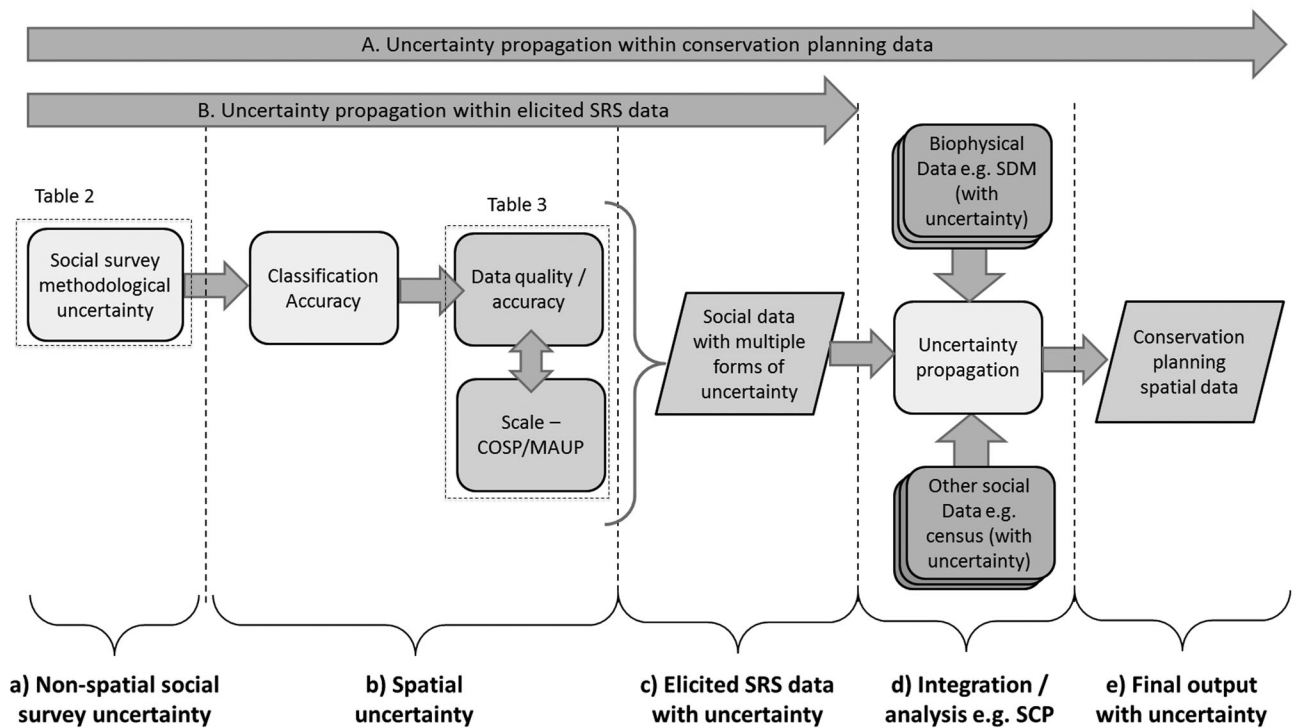 A. Uncertainty propagation within conservation planning data
B. Uncertainty propagation within elicited SRS data
Table 2
Social survey
methodological
uncertainty
Classification
Accuracy
Table 3
Data quality /
accuracy
Scale –
COSP/MAUP
Social data
with multiple
forms of
uncertainty
Biophysical
Data e.g. SDM
(with
uncertainty)
Uncertainty
propagation
Other social
Data e.g.
census (with
uncertainty)
Conservation
planning
spatial data
a) Non-spatial social
survey uncertainty
b) Spatial
uncertainty
c) Elicited SRS data
with uncertainty
d) Integration /
analysis e.g. SCP
e) Final output
with uncertainty